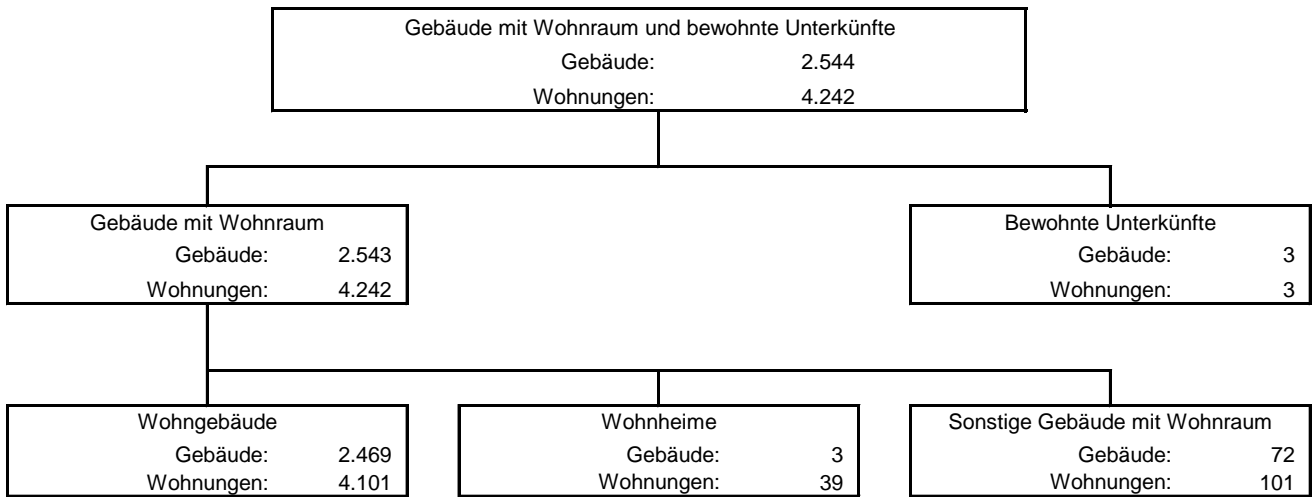 Gebäude mit Wohnraum und bewohnte Unterkünfte
Gebäude: 2.544
Wohnungen: 4.242
Gebäude mit Wohnraum
Gebäude: 2.543
Wohnungen: 4.242
Bewohnte Unterkünfte
Gebäude: 3
Wohnungen: 3
Wohngebäude
Gebäude: 2.469
Wohnungen: 4.101
Wohnheime
Gebäude: 3
Wohnungen: 39
Sonstige Gebäude mit Wohnraum
Gebäude: 72
Wohnungen: 101